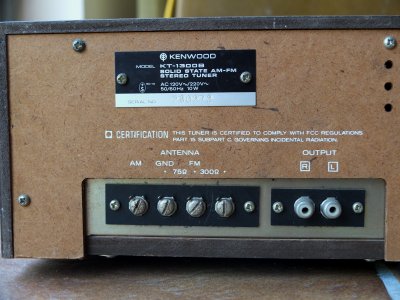 KENWOOD
MODEL KT-1300B
SOLID STATE AM-FM
STEREO TUNER
AC 120V~/220V~
50/60Hz 10W
SERIAL NO.
CERTIFICATION THIS TUNER IS CERTIFIED TO COMPLY WITH FCC REGULATIONS
PART 15 SUBPART C GOVERNING INCIDENTAL RADIATION.
ANTENNA OUTPUT
AM GND FM R L
75Ω 300Ω